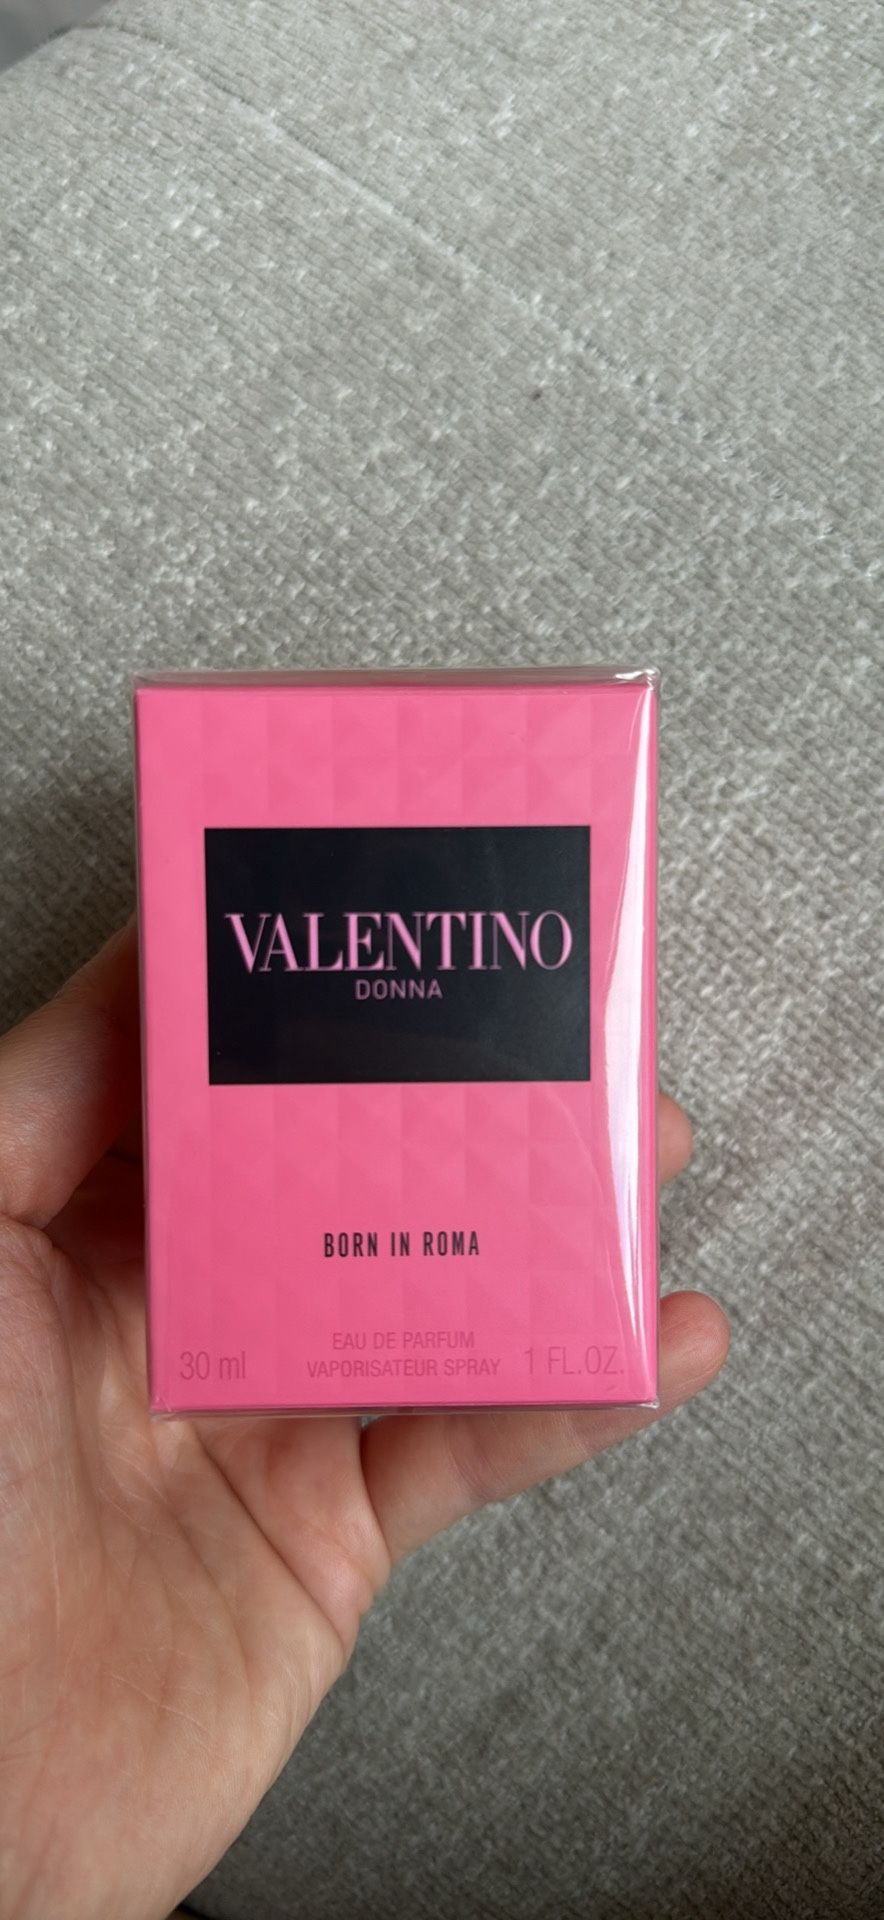 VALENTINO
DONNA
BORN IN ROMA
EAU DE PARFUM
30 ml VAPORISATEUR SPRAY 1 FL.OZ.